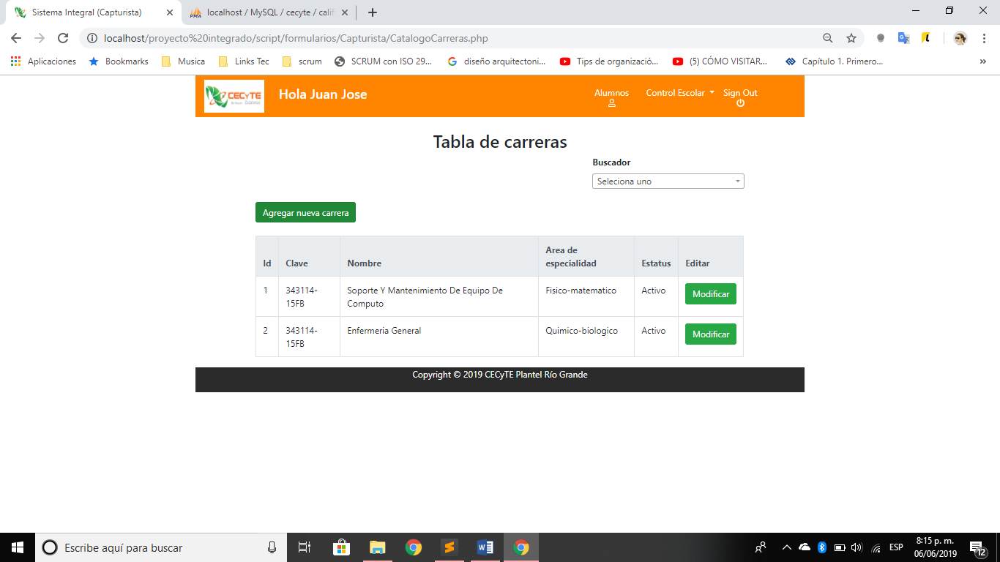 Sistema Integral (Capturista)
localhost / MySQL / cecyte / calif
localhost/proyecto%20integrado/script/formularios/Capturista/CatalogoCarreras.php
Aplicaciones
Bookmarks
Musica
Links Tec
scrum
SCRUM con ISO 29...
diseño arquitectoni...
Tips de organizació...
(5) CÓMO VISITAR...
Capítulo 1. Primero...
CECyTE
Hola Juan Jose
Alumnos
Control Escolar
Sign Out
Tabla de carreras
Buscador
Seleciona uno
Agregar nueva carrera
Id Clave Nombre Area de especialidad Estatus Editar
1 343114-15FB Soporte Y Mantenimiento De Equipo De Computo Fisico-matematico Activo Modificar
2 343114-15FB Enfermeria General Quimico-biologico Activo Modificar
Copyright © 2019 CECyTE Plantel Río Grande
Escribe aquí para buscar
ESP
8:15 p. m.
06/06/2019
12